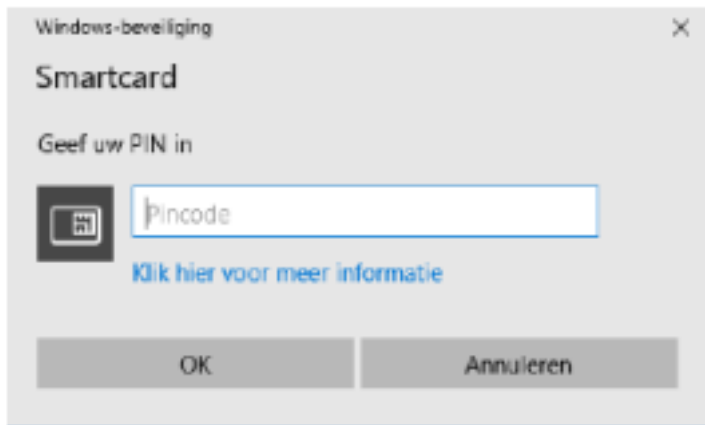 Windows-beveiliging
Smartcard
Geef uw PIN in
Pincode
Klik hier voor meer informatie
OK
Annuleren